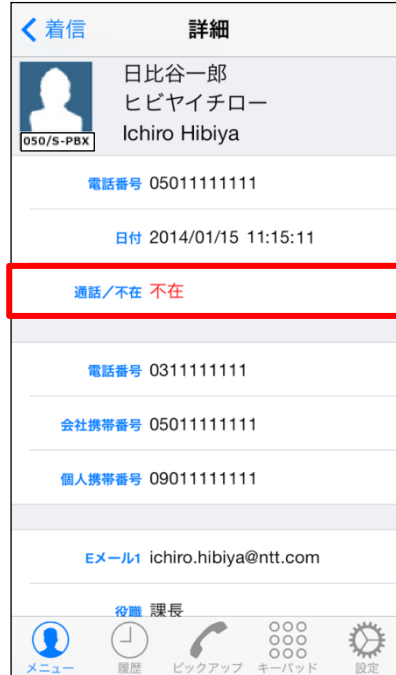 着信 詳細
日比谷一郎
ヒビヤイチロー
Ichiro Hibiya
050/S-PBX
電話番号 05011111111
日付 2014/01/15 11:15:11
通話／不在 不在
電話番号 0311111111
会社携帯番号 05011111111
個人携帯番号 09011111111
Eメール1 ichiro.hibiya@ntt.com
役職 課長
メニュー 履歴 ピックアップ キーパッド 設定